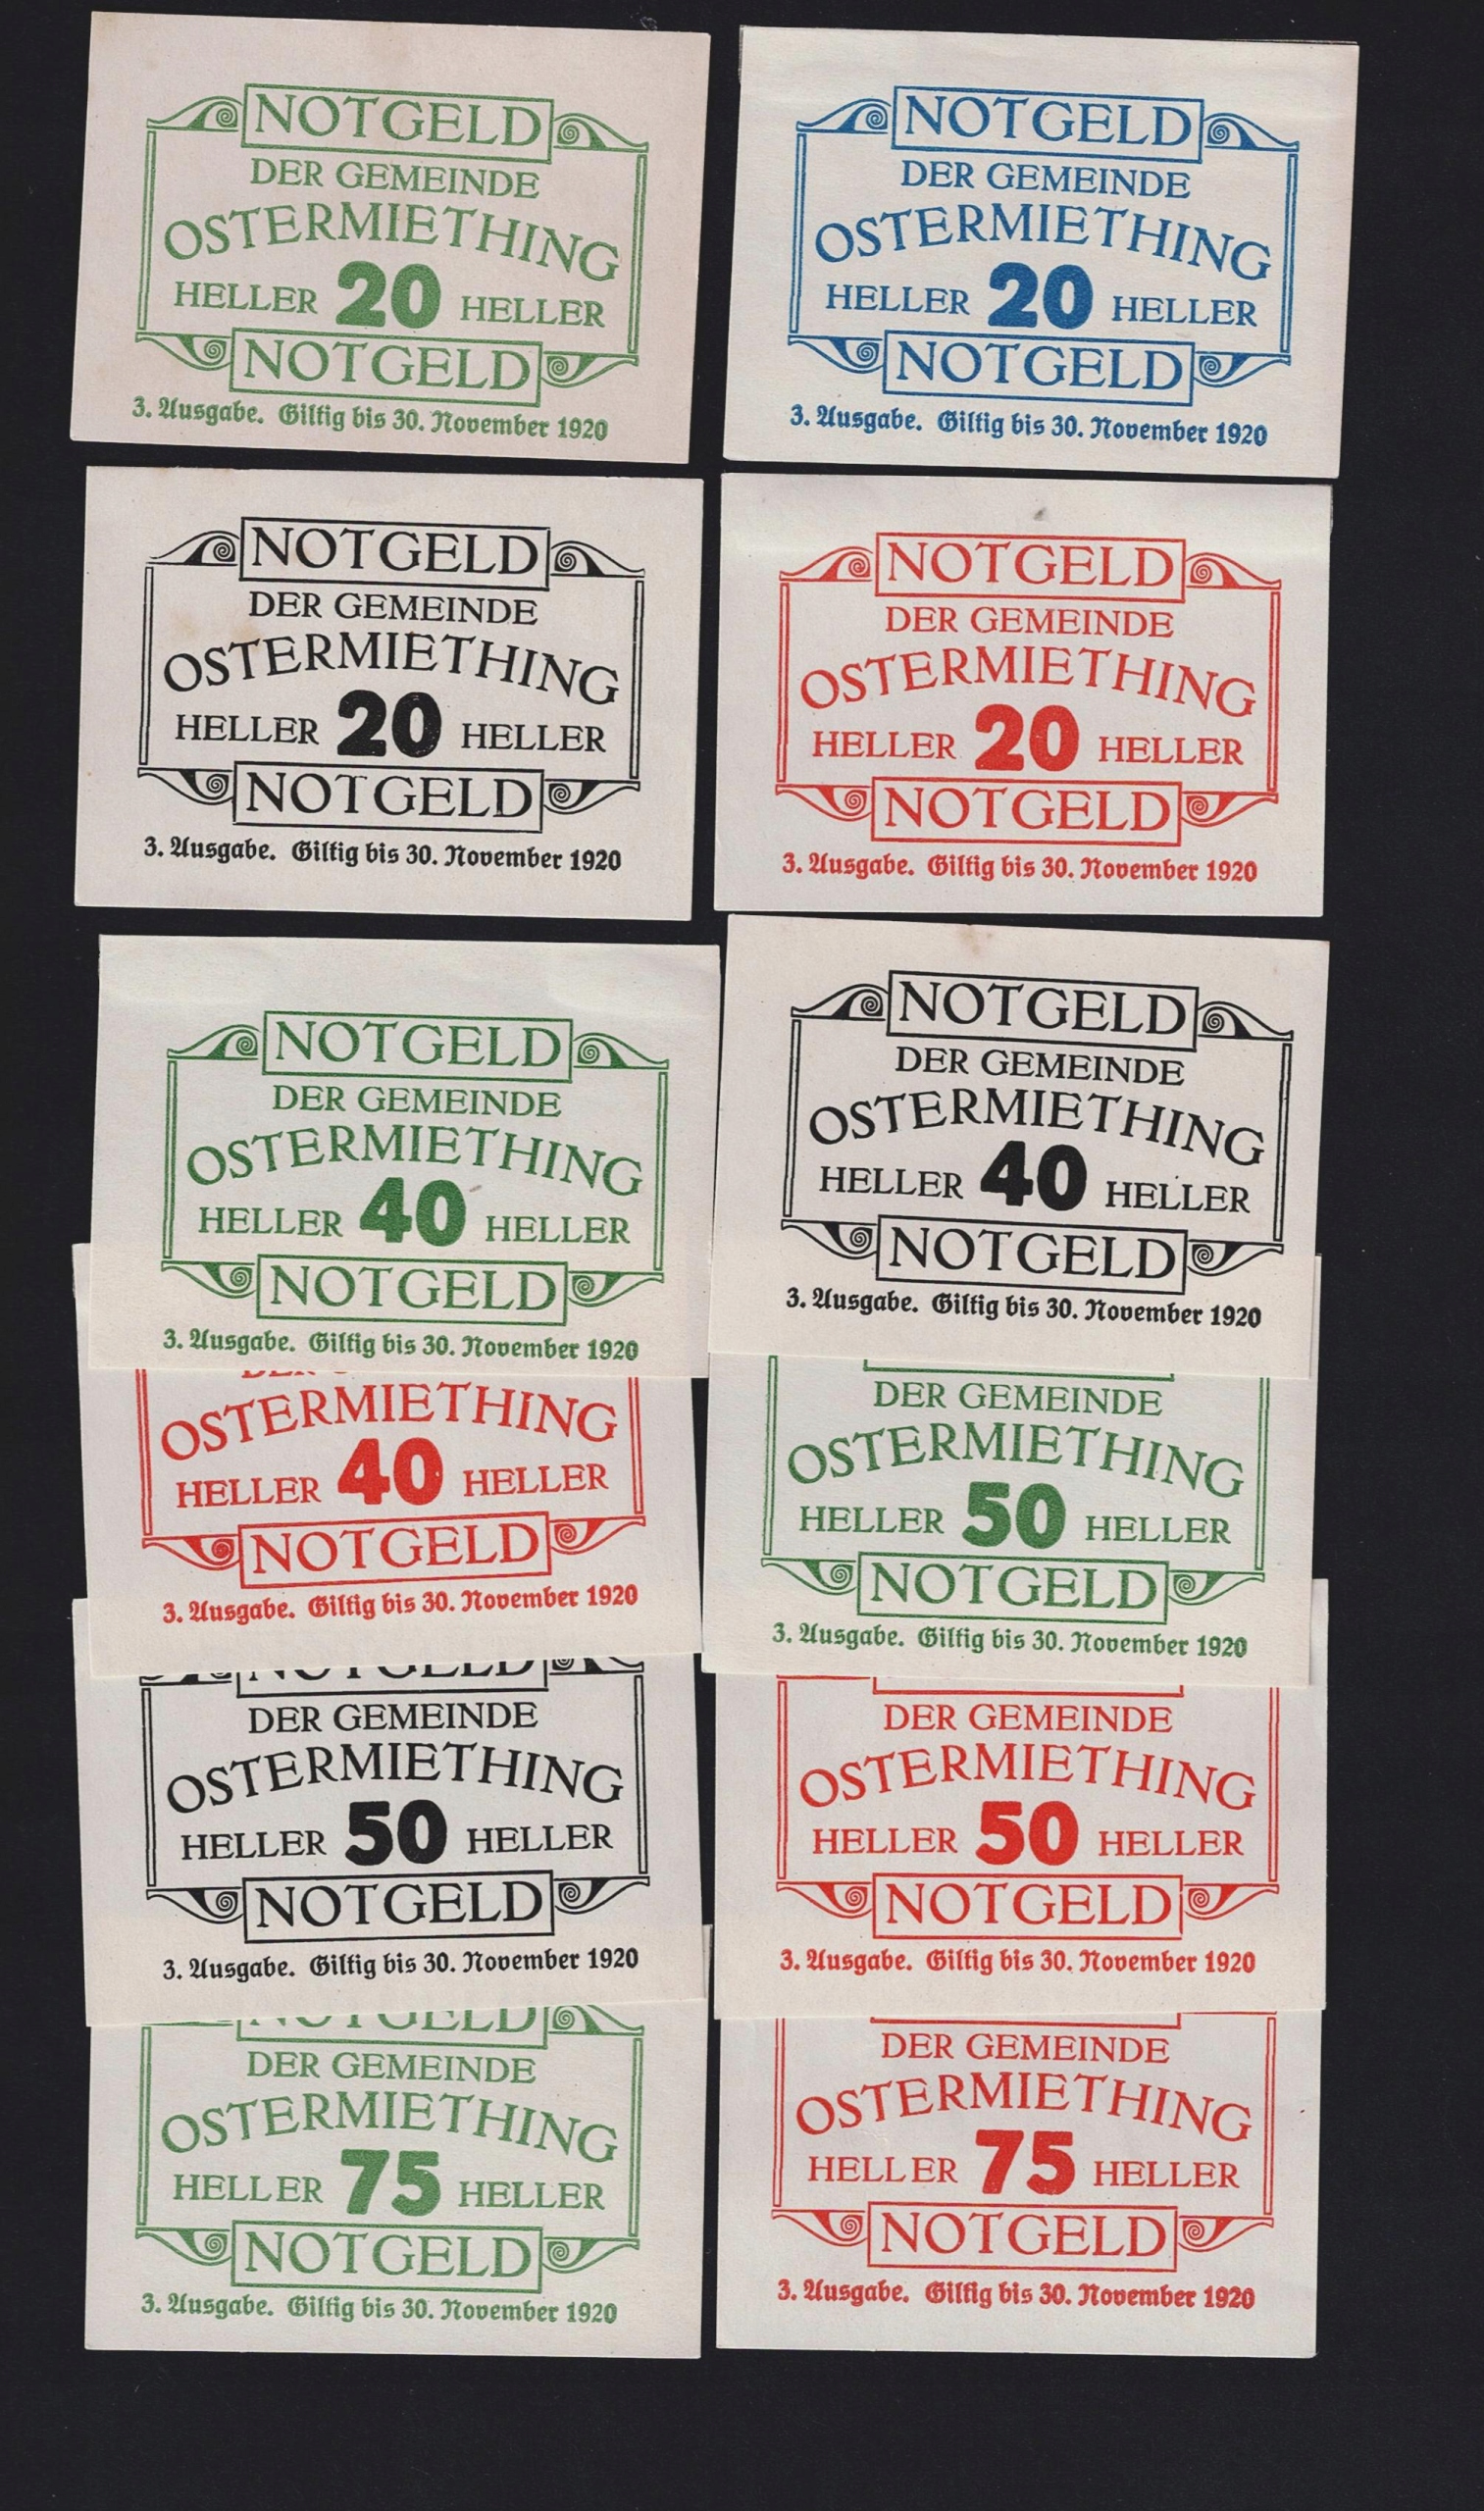 NOTGELD
DER GEMEINDE
OSTERMIETHING
HELLER 20 HELLER
NOTGELD
3. Ausgabe. Giltig bis 30. November 1920
NOTGELD
DER GEMEINDE
OSTERMIETHING
HELLER 20 HELLER
NOTGELD
3. Ausgabe. Giltig bis 30. November 1920
NOTGELD
DER GEMEINDE
OSTERMIETHING
HELLER 20 HELLER
NOTGELD
3. Ausgabe. Giltig bis 30. November 1920
NOTGELD
DER GEMEINDE
OSTERMIETHING
HELLER 20 HELLER
NOTGELD
3. Ausgabe. Giltig bis 30. November 1920
NOTGELD
DER GEMEINDE
OSTERMIETHING
HELLER 40 HELLER
NOTGELD
3. Ausgabe. Giltig bis 30. November 1920
NOTGELD
DER GEMEINDE
OSTERMIETHING
HELLER 40 HELLER
NOTGELD
3. Ausgabe. Giltig bis 30. November 1920
OSTERMIETHING
HELLER 40 HELLER
NOTGELD
3. Ausgabe. Giltig bis 30. November 1920
DER GEMEINDE
OSTERMIETHING
HELLER 50 HELLER
NOTGELD
3. Ausgabe. Giltig bis 30. November 1920
NOTGELD
DER GEMEINDE
OSTERMIETHING
HELLER 50 HELLER
NOTGELD
3. Ausgabe. Giltig bis 30. November 1920
DER GEMEINDE
OSTERMIETHING
HELLER 50 HELLER
NOTGELD
3. Ausgabe. Giltig bis 30. November 1920
NOTGELD
DER GEMEINDE
OSTERMIETHING
HELLER 75 HELLER
NOTGELD
3. Ausgabe. Giltig bis 30. November 1920
DER GEMEINDE
OSTERMIETHING
HELLER 75 HELLER
NOTGELD
3. Ausgabe. Giltig bis 30. November 1920